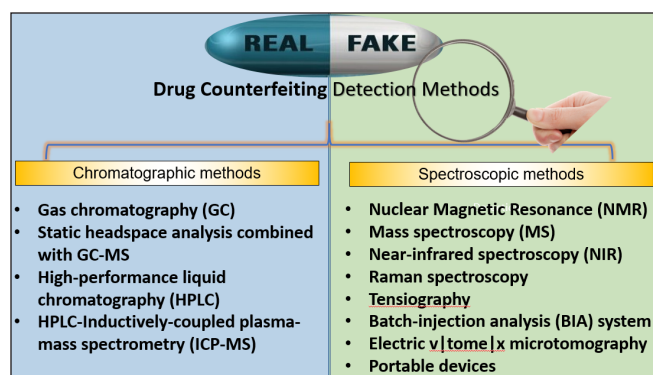 REAL FAKE
Drug Counterfeiting Detection Methods
Chromatographic methods
• Gas chromatography (GC)
• Static headspace analysis combined
with GC-MS
• High-performance liquid
chromatography (HPLC)
• HPLC-Inductively-coupled plasma-
mass spectrometry (ICP-MS)
Spectroscopic methods
• Nuclear Magnetic Resonance (NMR)
• Mass spectroscopy (MS)
• Near-infrared spectroscopy (NIR)
• Raman spectroscopy
• Tensiography
• Batch-injection analysis (BIA) system
• Electric v|tome|x microtomography
• Portable devices